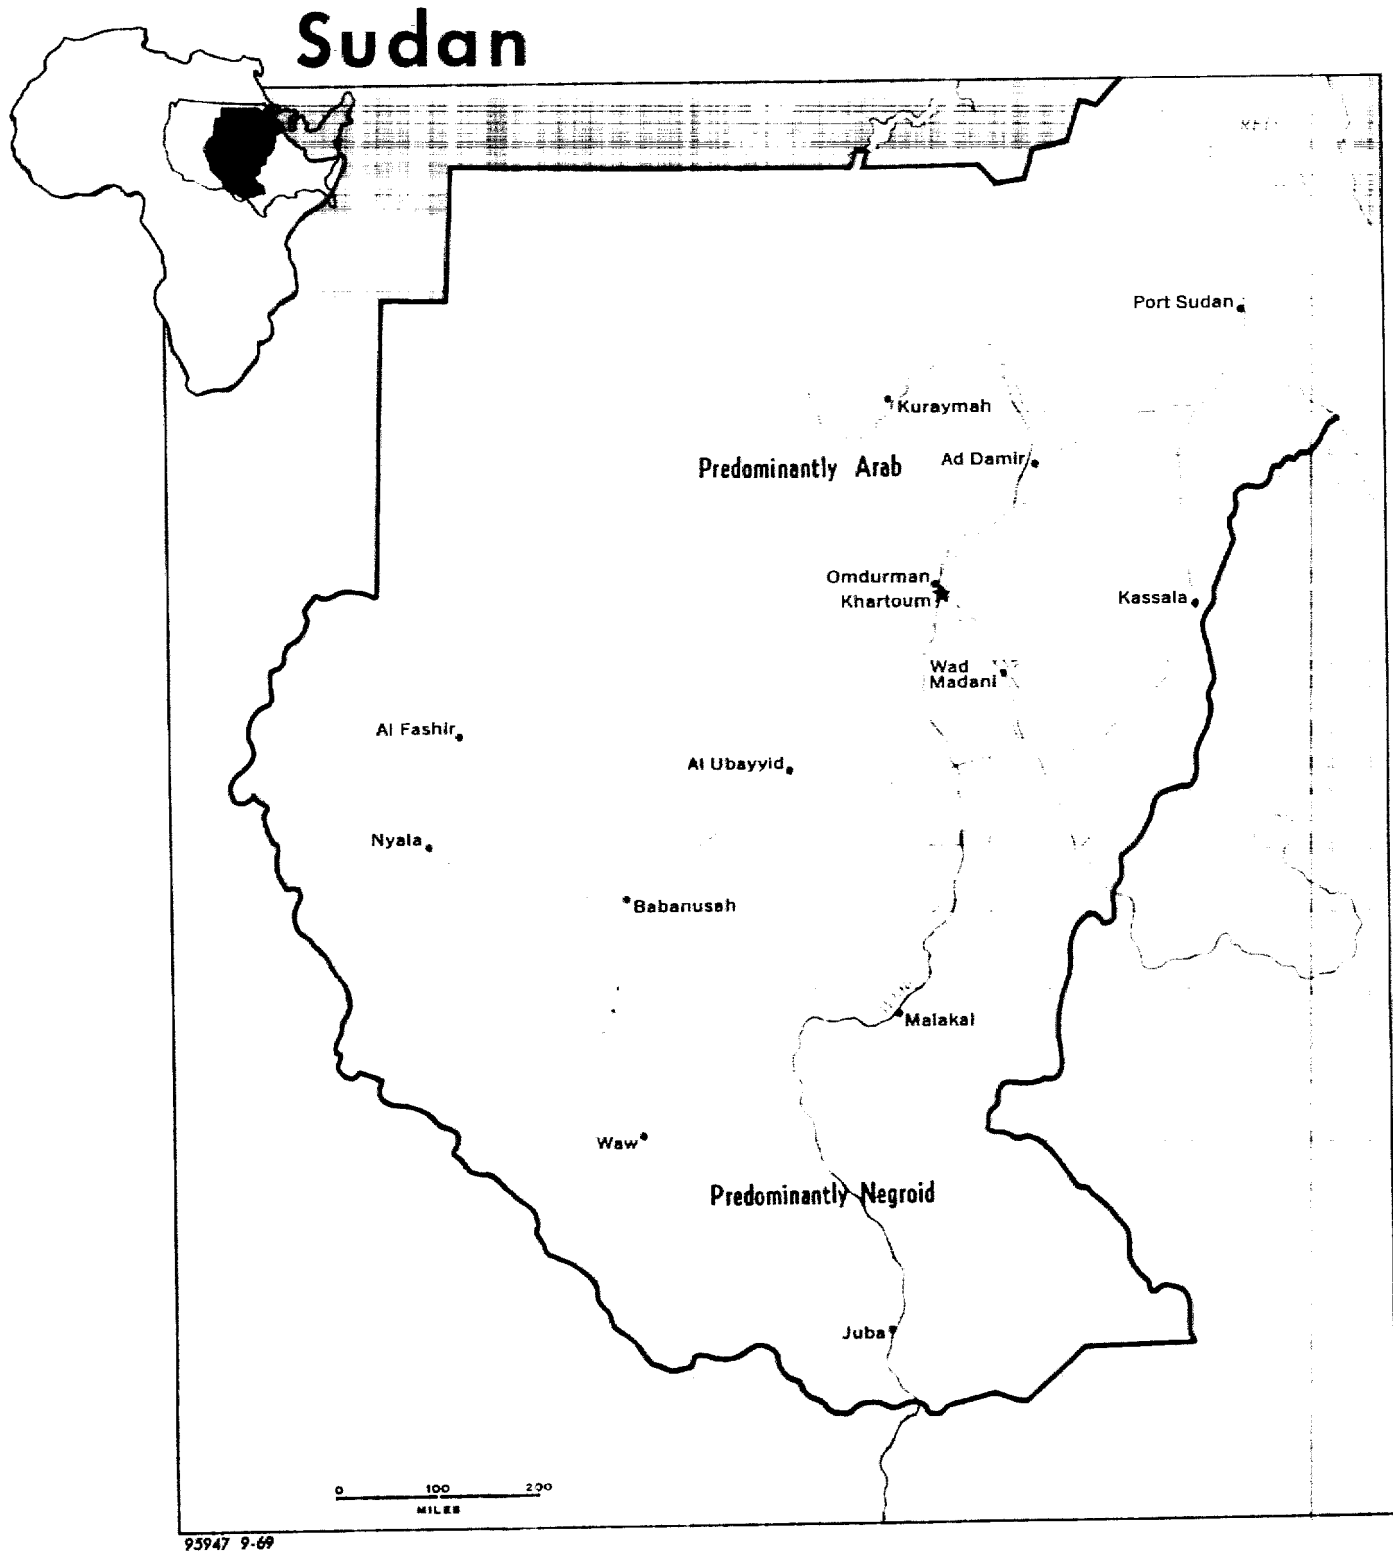 Sudan
RED
Port Sudan
Kuraymah
Predominantly Arab
Ad Damir
Omdurman
Khartoum
Kassala
Wad
Madani
Al Fashir
Al Ubayyid
Nyala
Babanusah
Malakal
Waw
Predominantly Negroid
Juba
0 100 200
MILES
95947 9-69